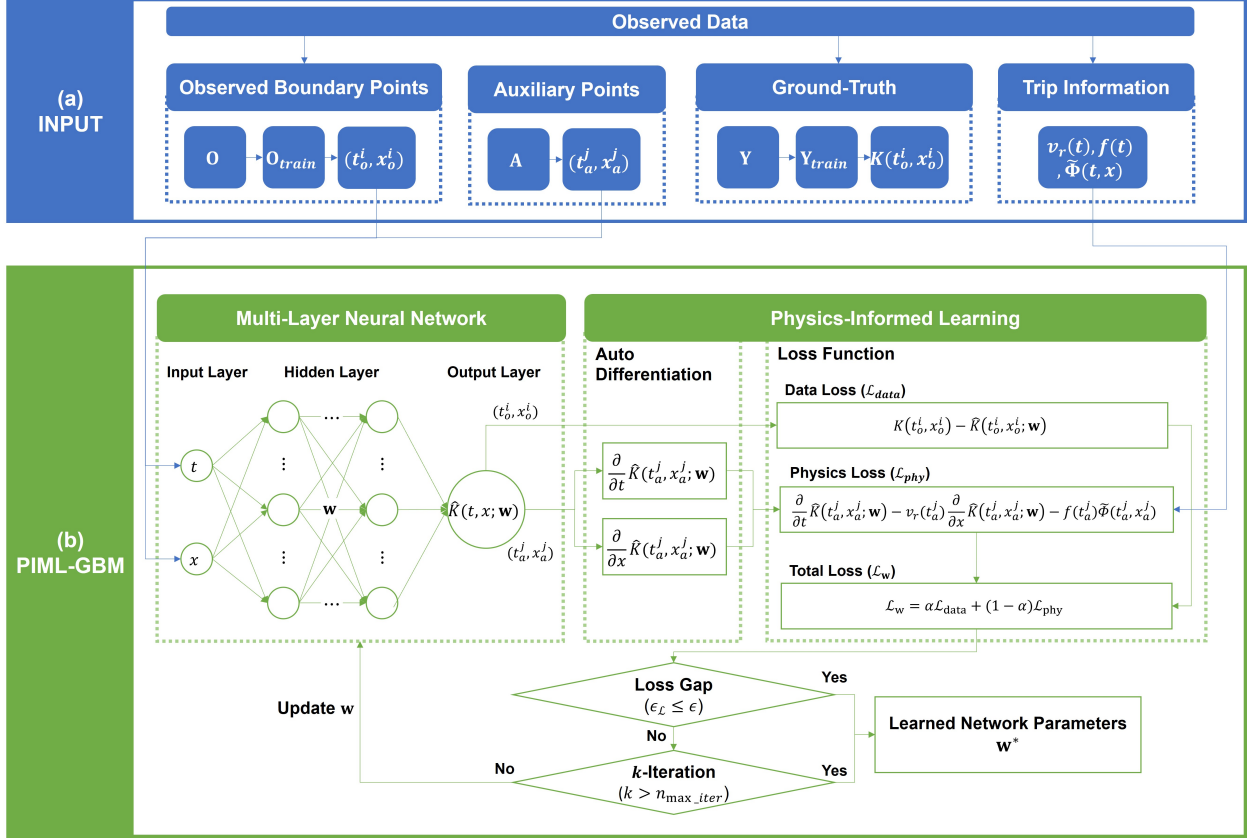 Observed Data
(a)
INPUT
Observed Boundary Points
Auxiliary Points
Ground-Truth
Trip Information
O
O_train
(t_o^i, x_o^i)
A
(t_a^j, x_a^j)
Y
Y_train
K(t_o^i, x_o^i)
v_r(t), f(t)
, Φ̃(t, x)
(b)
PIML-GBM
Multi-Layer Neural Network
Physics-Informed Learning
Input Layer
Hidden Layer
Output Layer
t
x
...
⋮
⋮
w
⋮
⋮
...
K̂(t, x; w)
(t_o^i, x_o^i)
(t_a^j, x_a^j)
Auto
Differentiation
∂/∂t K̂(t_a^j, x_a^j; w)
∂/∂x K̂(t_a^j, x_a^j; w)
Loss Function
Data Loss (ℒ_data)
K(t_o^i, x_o^i) − K̂(t_o^i, x_o^i; w)
Physics Loss (ℒ_phy)
∂/∂t K̂(t_a^j, x_a^j; w) − v_r(t_a^j) ∂/∂x K̂(t_a^j, x_a^j; w) − f(t_a^j)Φ̃(t_a^j, x_a^j)
Total Loss (ℒ_w)
ℒ_w = αℒ_data + (1 − α)ℒ_phy
Loss Gap
(ϵ_ℒ ≤ ϵ)
Yes
No
k-Iteration
(k > n_max_iter)
Yes
No
Update w
Learned Network Parameters
w*